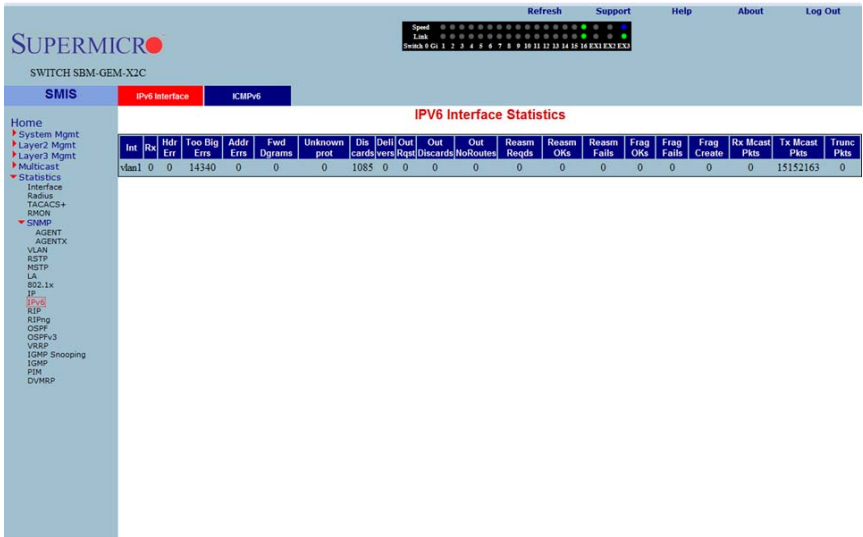 Refresh Support Help About Log Out
Speed
Link
Switch 0 Gi 1 2 3 4 5 6 7 8 9 10 11 12 13 14 15 16 EX1 EX2 EX3
SUPERMICRO
SWITCH SBM-GEM-X2C
SMIS
IPv6 Interface ICMPv6
IPV6 Interface Statistics
Home
System Mgmt
Layer2 Mgmt
Layer3 Mgmt
Multicast
Statistics
Interface
Radius
TACACS+
RMON
SNMP
AGENT
AGENTX
VLAN
RSTP
MSTP
LA
802.1x
IP
IPv6
RIP
RIPng
OSPF
OSPFv3
VRRP
IGMP Snooping
IGMP
PIM
DVMRP
Int Rx Hdr Err Too Big Errs Addr Errs Fwd Dgrams Unknown prot Dis cards Deli vers Out Rqst Out Discards Out NoRoutes Reasm Reqds Reasm OKs Reasm Fails Frag OKs Frag Fails Frag Create Rx Mcast Pkts Tx Mcast Pkts Trunc Pkts
vlan1 0 0 14340 0 0 0 1085 0 0 0 0 0 0 0 0 0 0 0 15152163 0